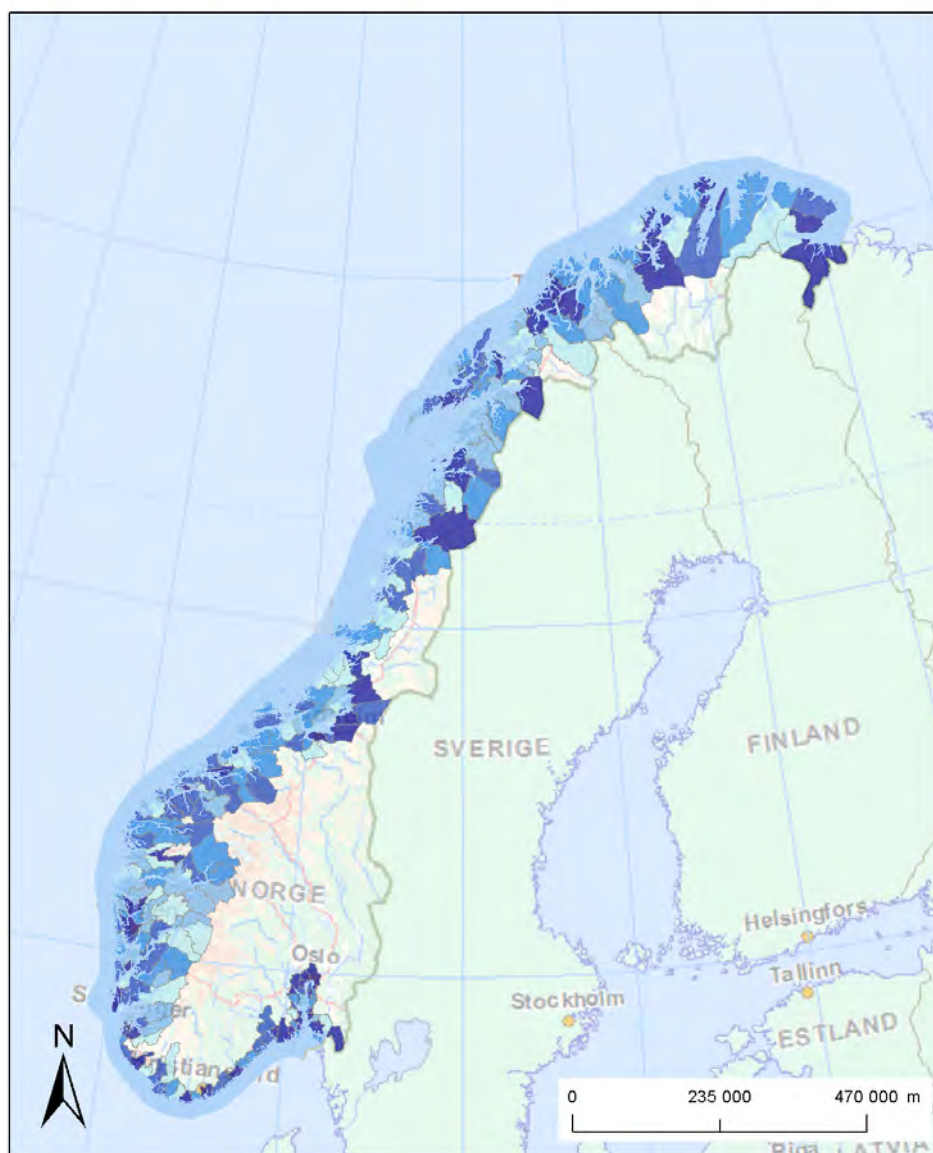 SVERIGE
FINLAND
NORGE
Helsingfors
Oslo
Tallinn
Stockholm
ESTLAND
N
0 235 000 470 000 m